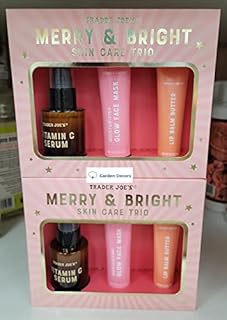 TRADER JOE'S
MERRY & BRIGHT
SKIN CARE TRIO
TRADER JOE'S
VITAMIN C
SERUM
GLOW FACE MASK
LIP BALM BUTTER
Garden Decors
TRADER JOE'S
MERRY & BRIGHT
SKIN CARE TRIO
TRADER JOE'S
VITAMIN C
SERUM
GLOW FACE MASK
LIP BALM BUTTER